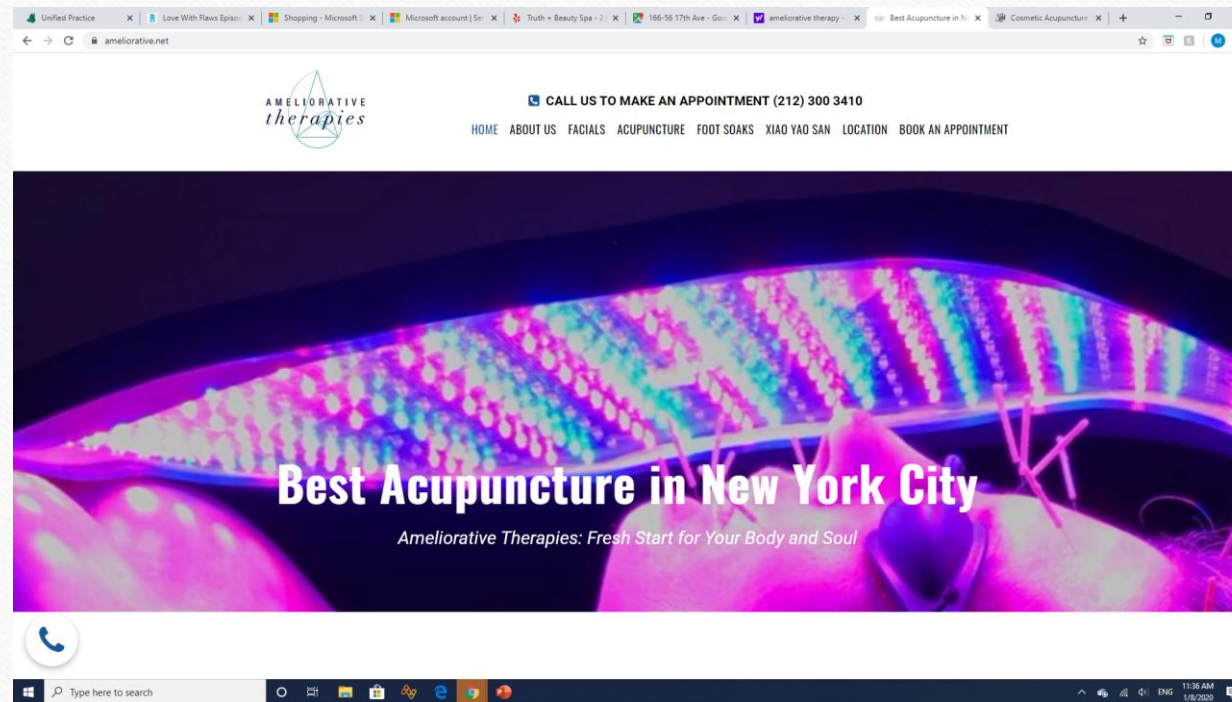 Unified Practice
Love With Flaws Episo
Shopping - Microsoft
Microsoft account | Ser
Truth + Beauty Spa - 2
166-56 17th Ave - Goo
ameliorative therapy -
Best Acupuncture in N
Cosmetic Acupuncture
ameliorative.net
M
AMELIORATIVE
therapies
CALL US TO MAKE AN APPOINTMENT (212) 300 3410
HOME ABOUT US FACIALS ACUPUNCTURE FOOT SOAKS XIAO YAO SAN LOCATION BOOK AN APPOINTMENT
Best Acupuncture in New York City
Ameliorative Therapies: Fresh Start for Your Body and Soul
Type here to search
ENG
11:36 AM
1/8/2020